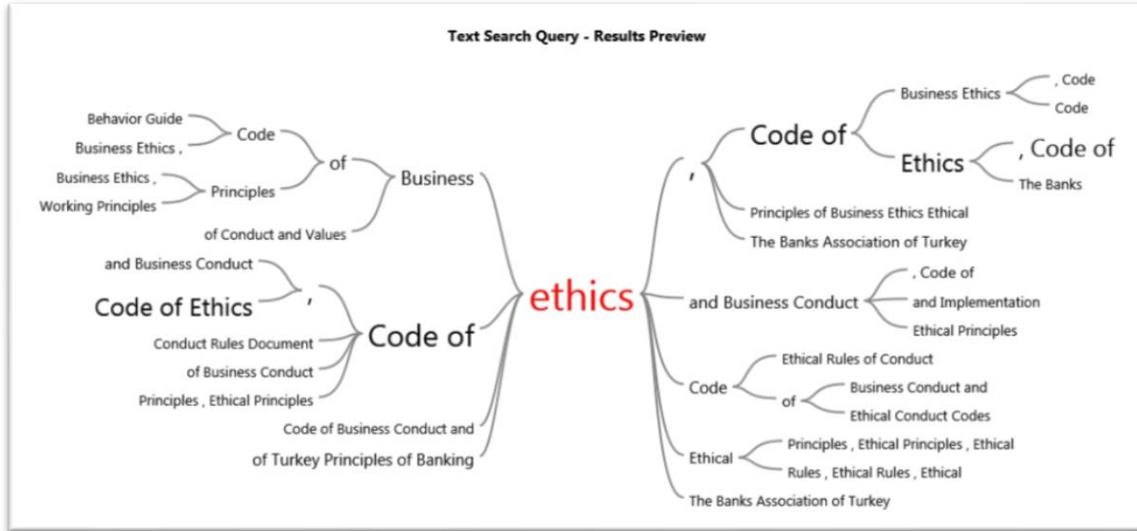 Text Search Query - Results Preview
Behavior Guide
Business Ethics ,
Code
Business Ethics ,
Working Principles
Principles
of
of Conduct and Values
Business
and Business Conduct
Code of Ethics
,
Conduct Rules Document
of Business Conduct
Principles , Ethical Principles
Code of
Code of Business Conduct and
of Turkey Principles of Banking
ethics
,
Code of
Business Ethics
, Code
Code
Ethics
, Code of
The Banks
Principles of Business Ethics Ethical
The Banks Association of Turkey
and Business Conduct
, Code of
and Implementation
Ethical Principles
Code
Ethical Rules of Conduct
of
Business Conduct and
Ethical Conduct Codes
Ethical
Principles , Ethical Principles , Ethical
Rules , Ethical Rules , Ethical
The Banks Association of Turkey